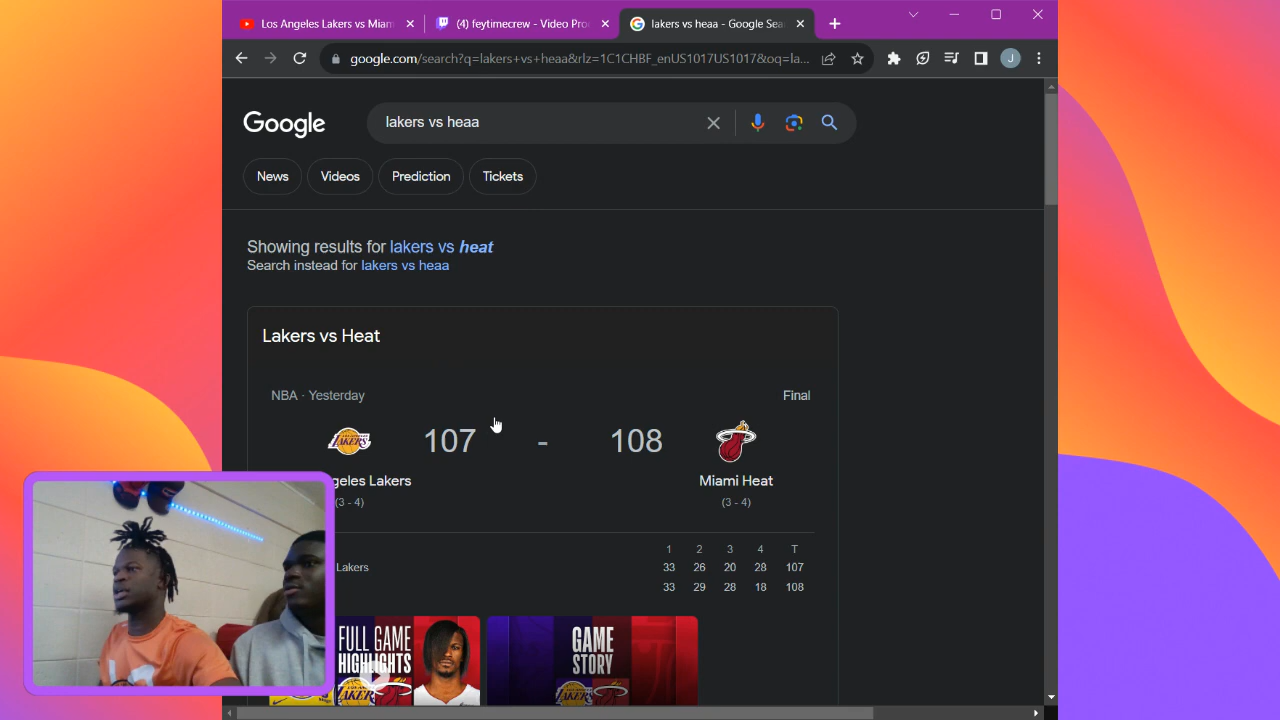 Los Angeles Lakers vs Miam
(4) feytimecrew - Video Pro
lakers vs heaa - Google Sea
google.com/search?q=lakers+vs+heaa&rlz=1C1CHBF_enUS1017US1017&oq=la...
J
Google
lakers vs heaa
News
Videos
Prediction
Tickets
Showing results for lakers vs heat
Search instead for lakers vs heaa
Lakers vs Heat
NBA · Yesterday
Final
LAKERS
107 - 108
geles Lakers
Miami Heat
(3 - 4)
(3 - 4)
1 2 3 4 T
Lakers 33 26 20 28 107
33 29 28 18 108
FULL GAME
HIGHLIGHTS
LAKERS
GAME
STORY
LAKERS